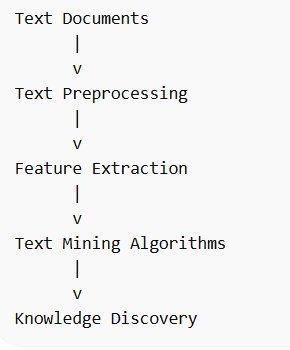 Text Documents
|
v
Text Preprocessing
|
v
Feature Extraction
|
v
Text Mining Algorithms
|
v
Knowledge Discovery